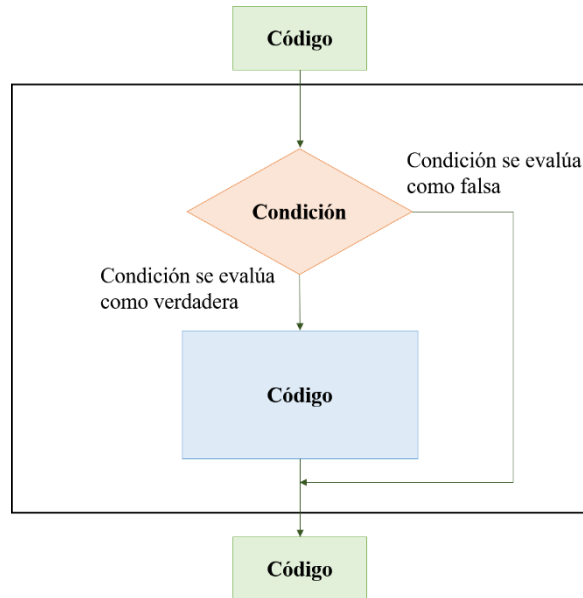 Código
Condición se evalúa
como falsa
Condición
Condición se evalúa
como verdadera
Código
Código